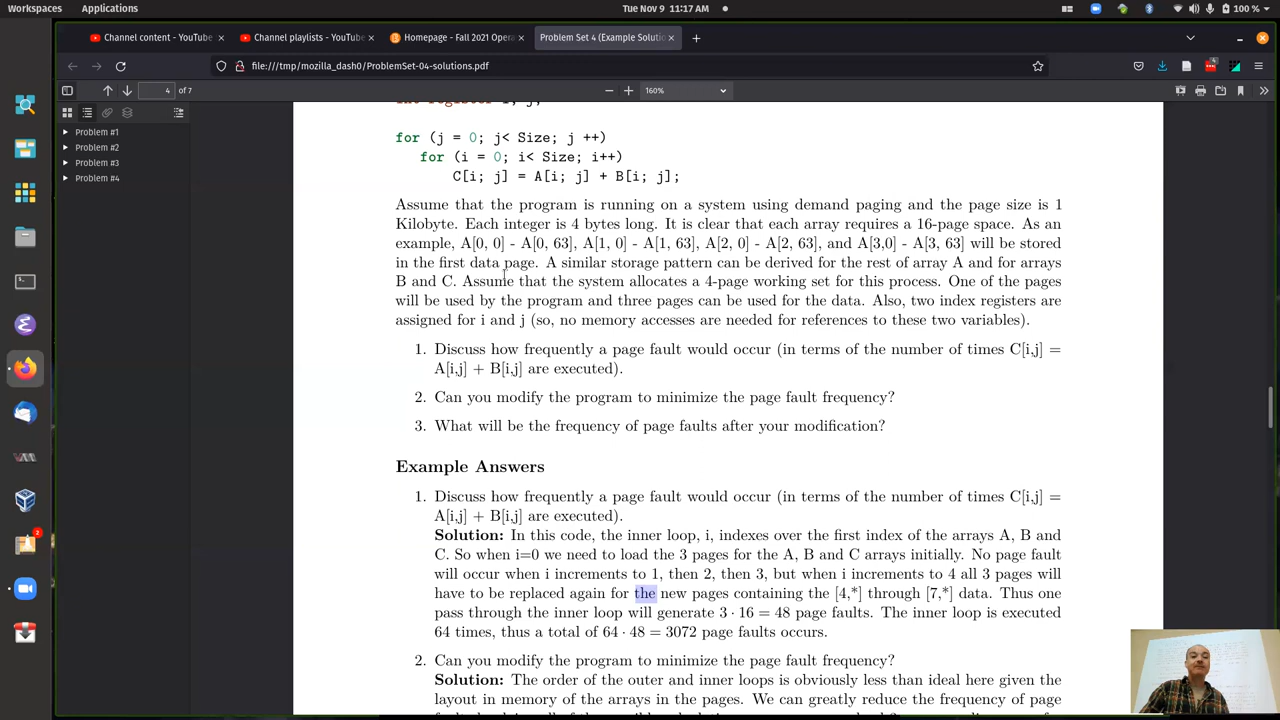 Workspaces Applications Tue Nov 9 11:17 AM 100 %
Channel content - YouTube × Channel playlists - YouTube × Homepage - Fall 2021 Opera × Problem Set 4 (Example Solutio × +
file:///tmp/mozilla_dash0/ProblemSet-04-solutions.pdf
4 of 7 − + 160%
Problem #1
Problem #2
Problem #3
Problem #4
for (j = 0; j< Size; j ++)
for (i = 0; i< Size; i++)
C[i; j] = A[i; j] + B[i; j];
Assume that the program is running on a system using demand paging and the page size is 1
Kilobyte. Each integer is 4 bytes long. It is clear that each array requires a 16-page space. As an
example, A[0, 0] - A[0, 63], A[1, 0] - A[1, 63], A[2, 0] - A[2, 63], and A[3,0] - A[3, 63] will be stored
in the first data page. A similar storage pattern can be derived for the rest of array A and for arrays
B and C. Assume that the system allocates a 4-page working set for this process. One of the pages
will be used by the program and three pages can be used for the data. Also, two index registers are
assigned for i and j (so, no memory accesses are needed for references to these two variables).
1. Discuss how frequently a page fault would occur (in terms of the number of times C[i,j] =
A[i,j] + B[i,j] are executed).
2. Can you modify the program to minimize the page fault frequency?
3. What will be the frequency of page faults after your modification?
Example Answers
1. Discuss how frequently a page fault would occur (in terms of the number of times C[i,j] =
A[i,j] + B[i,j] are executed).
Solution: In this code, the inner loop, i, indexes over the first index of the arrays A, B and
C. So when i=0 we need to load the 3 pages for the A, B and C arrays initially. No page fault
will occur when i increments to 1, then 2, then 3, but when i increments to 4 all 3 pages will
have to be replaced again for the new pages containing the [4,*] through [7,*] data. Thus one
pass through the inner loop will generate 3 · 16 = 48 page faults. The inner loop is executed
64 times, thus a total of 64 · 48 = 3072 page faults occurs.
2. Can you modify the program to minimize the page fault frequency?
Solution: The order of the outer and inner loops is obviously less than ideal here given the
layout in memory of the arrays in the pages. We can greatly reduce the frequency of page